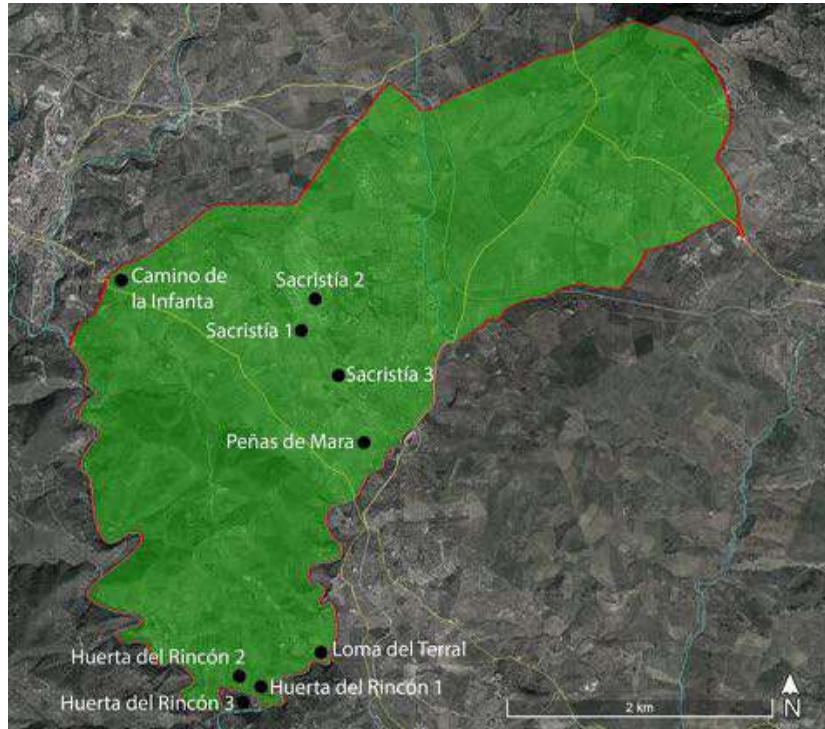 Camino de
la Infanta
Sacristía 2
Sacristía 1
Sacristía 3
Peñas de Mara
Loma del Terral
Huerta del Rincón 2
Huerta del Rincón 1
Huerta del Rincón 3
2 km
N